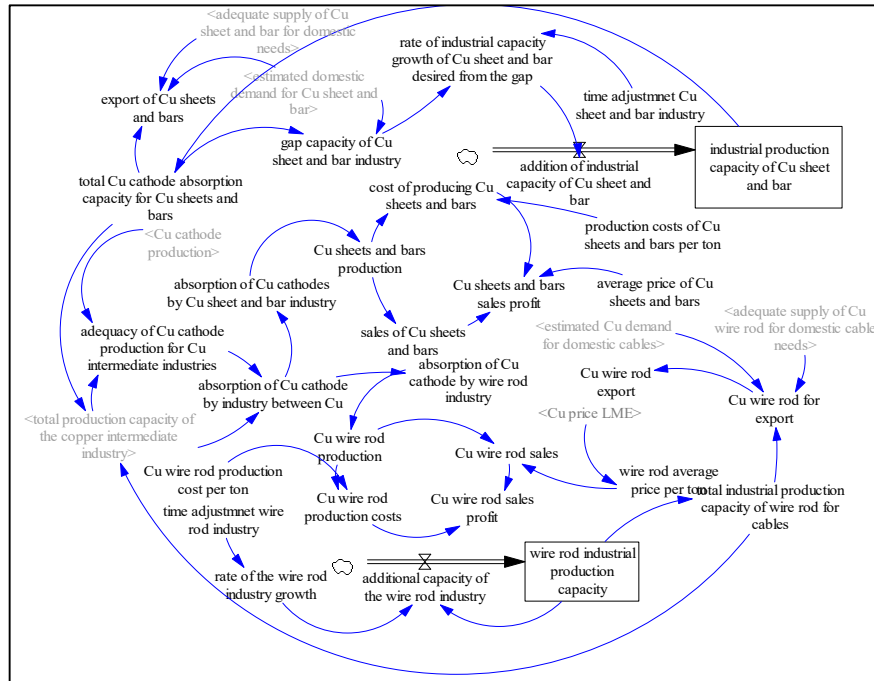 <adequate supply of Cu
sheet and bar for domestic
needs>
rate of industrial capacity
growth of Cu sheet and bar
desired from the gap
<estimated domestic
demand for Cu sheet and
bar>
export of Cu sheets
and bars
time adjustmnet Cu
sheet and bar industry
gap capacity of Cu
sheet and bar industry
industrial production
capacity of Cu sheet
and bar
addition of industrial
capacity of Cu sheet and
bar
total Cu cathode absorption
capacity for Cu sheets and
bars
cost of producing Cu
sheets and bars
production costs of Cu
sheets and bars per ton
<Cu cathode
production>
Cu sheets and bars
production
absorption of Cu cathodes
by Cu sheet and bar industry
Cu sheets and bars
sales profit
average price of Cu
sheets and bars
adequacy of Cu cathode
production for Cu
intermediate industries
sales of Cu sheets
and bars
<estimated Cu demand
for domestic cables>
<adequate supply of Cu
wire rod for domestic cable
needs>
absorption of Cu
cathode by wire rod
industry
absorption of Cu cathode
by industry between Cu
Cu wire rod
export
Cu wire rod for
export
<total production capacity of
the copper intermediate
industry>
<Cu price LME>
Cu wire rod
production
Cu wire rod sales
Cu wire rod production
cost per ton
wire rod average
price per ton
Cu wire rod
production costs
Cu wire rod sales
profit
total industrial production
capacity of wire rod for
cables
time adjustmnet wire
rod industry
rate of the wire rod
industry growth
additional capacity of
the wire rod industry
wire rod industrial
production
capacity